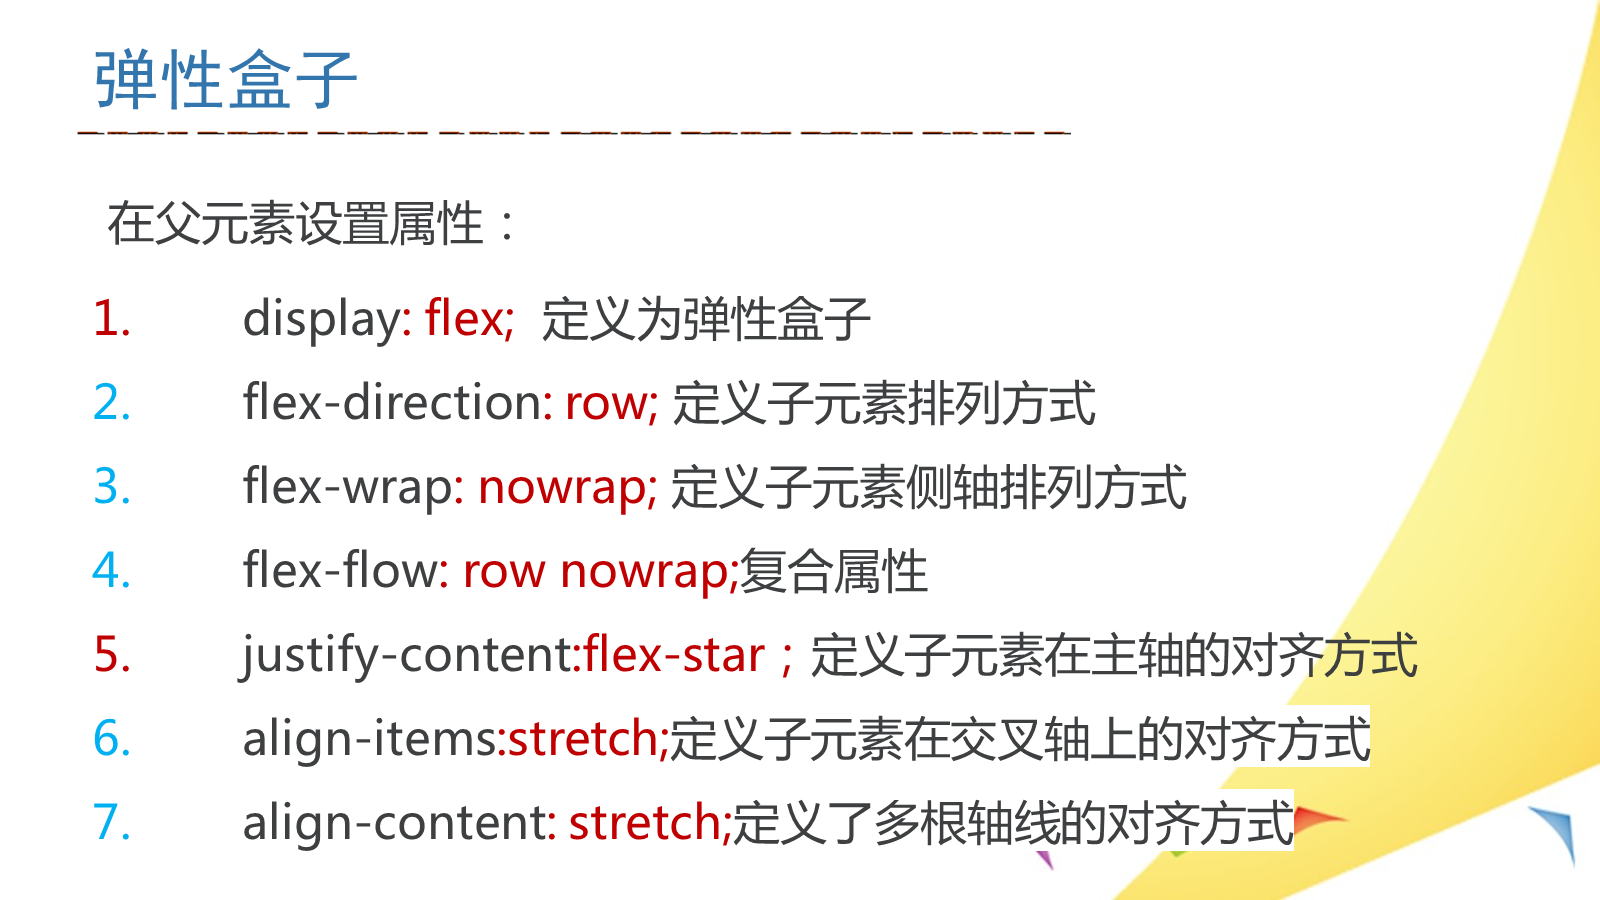 弹性盒子
在父元素设置属性：
1. display: flex; 定义为弹性盒子
2. flex-direction: row; 定义子元素排列方式
3. flex-wrap: nowrap; 定义子元素侧轴排列方式
4. flex-flow: row nowrap;复合属性
5. justify-content:flex-star；定义子元素在主轴的对齐方式
6. align-items:stretch;定义子元素在交叉轴上的对齐方式
7. align-content: stretch;定义了多根轴线的对齐方式